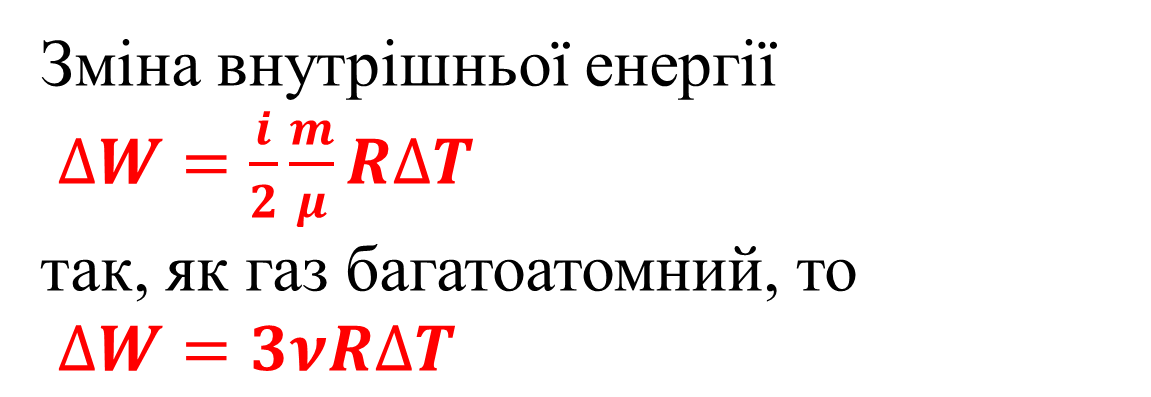 Зміна внутрішньої енергії
ΔW = i/2 m/μ RΔT
так, як газ багатоатомний, то
ΔW = 3νRΔT